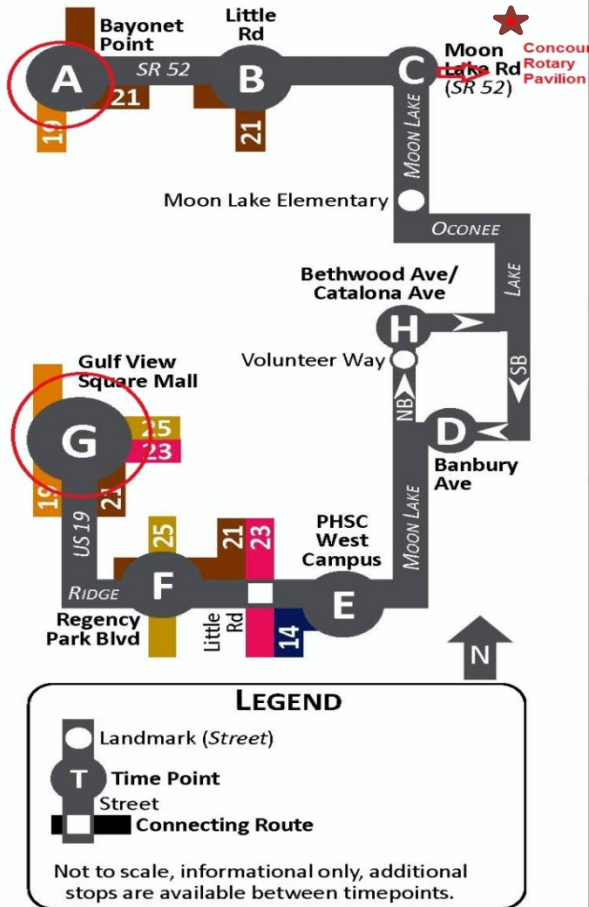 Bayonet
Point
Little
Rd
A
SR 52
B
C
Moon
Lake Rd
(SR 52)
Concour
Rotary
Pavilion
19
21
21
MOON LAKE
Moon Lake Elementary
OCONEE
LAKE
Bethwood Ave/
Catalona Ave
H
Volunteer Way
SB
NB
D
Banbury
Ave
Gulf View
Square Mall
G
25
23
19
21
US 19
MOON LAKE
PHSC
West
Campus
25
21
23
F
E
RIDGE
Regency
Park Blvd
Little
Rd
14
N
LEGEND
Landmark (Street)
T Time Point
Street
Connecting Route
Not to scale, informational only, additional
stops are available between timepoints.